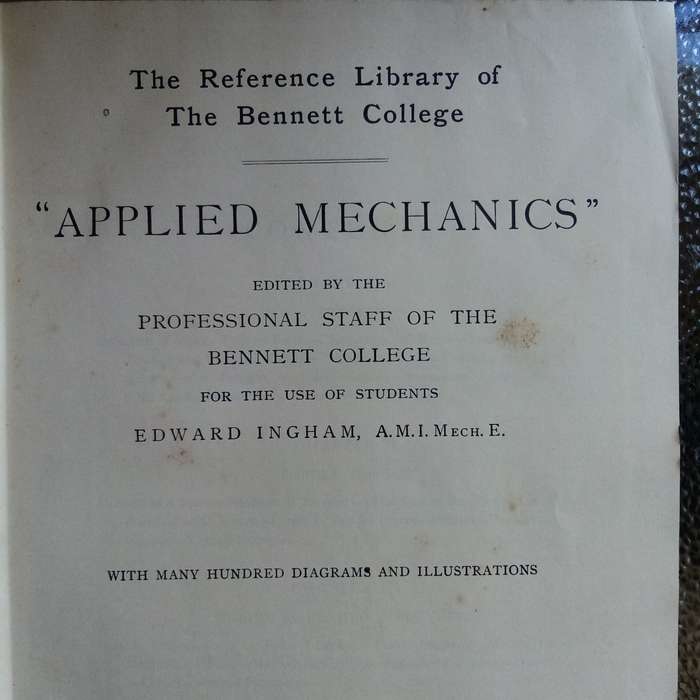 The Reference Library of
The Bennett College
“APPLIED MECHANICS”
EDITED BY THE
PROFESSIONAL STAFF OF THE
BENNETT COLLEGE
FOR THE USE OF STUDENTS
EDWARD INGHAM, A.M.I. MECH. E.
WITH MANY HUNDRED DIAGRAMS AND ILLUSTRATIONS